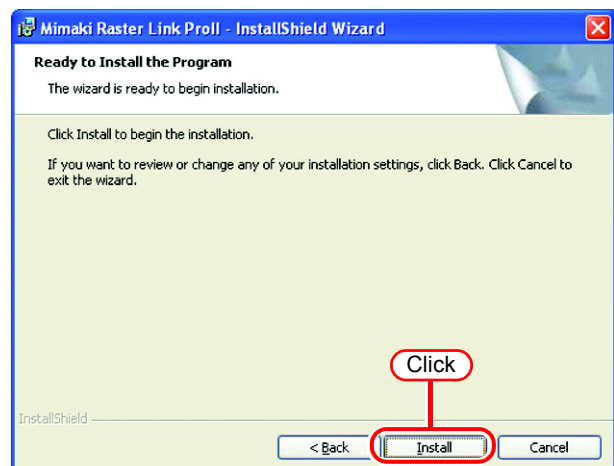 Mimaki Raster Link ProII - InstallShield Wizard
Ready to Install the Program
The wizard is ready to begin installation.
Click Install to begin the installation.
If you want to review or change any of your installation settings, click Back. Click Cancel to
exit the wizard.
Click
InstallShield
< Back
Install
Cancel